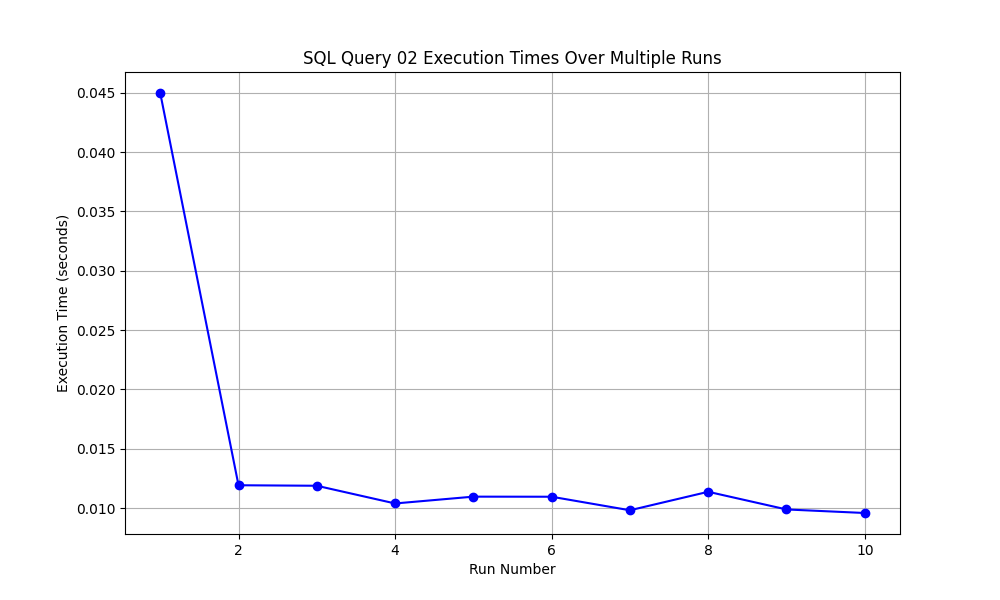 SQL Query 02 Execution Times Over Multiple Runs
0.045
0.040
0.035
0.030
0.025
0.020
0.015
0.010
Execution Time (seconds)
2 4 6 8 10
Run Number